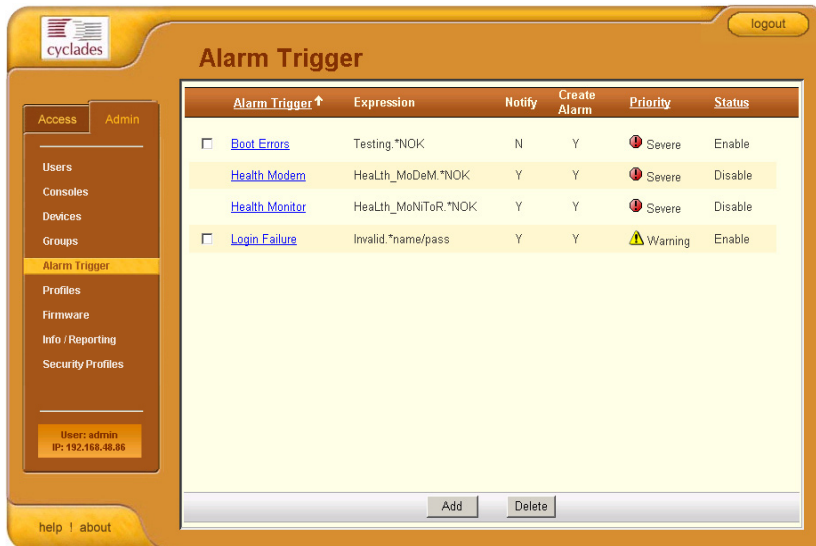 cyclades
logout
Alarm Trigger
Access Admin
Users
Consoles
Devices
Groups
Alarm Trigger
Profiles
Firmware
Info / Reporting
Security Profiles
User: admin
IP: 192.168.48.86
help ! about
Alarm Trigger Expression Notify Create Alarm Priority Status
Boot Errors Testing.*NOK N Y Severe Enable
Health Modem HeaLth_MoDeM.*NOK Y Y Severe Disable
Health Monitor HeaLth_MoNiToR.*NOK Y Y Severe Disable
Login Failure Invalid.*name/pass Y Y Warning Enable
Add Delete